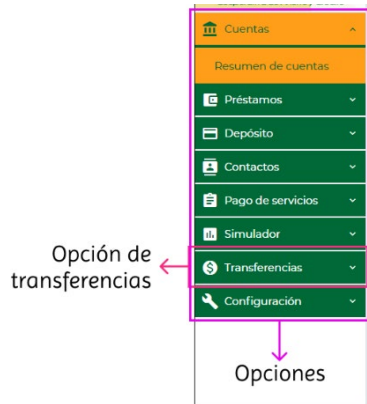 Cuentas
Resumen de cuentas
Préstamos
Depósito
Contactos
Pago de servicios
Simulador
Opción de
transferencias
Transferencias
Configuración
Opciones